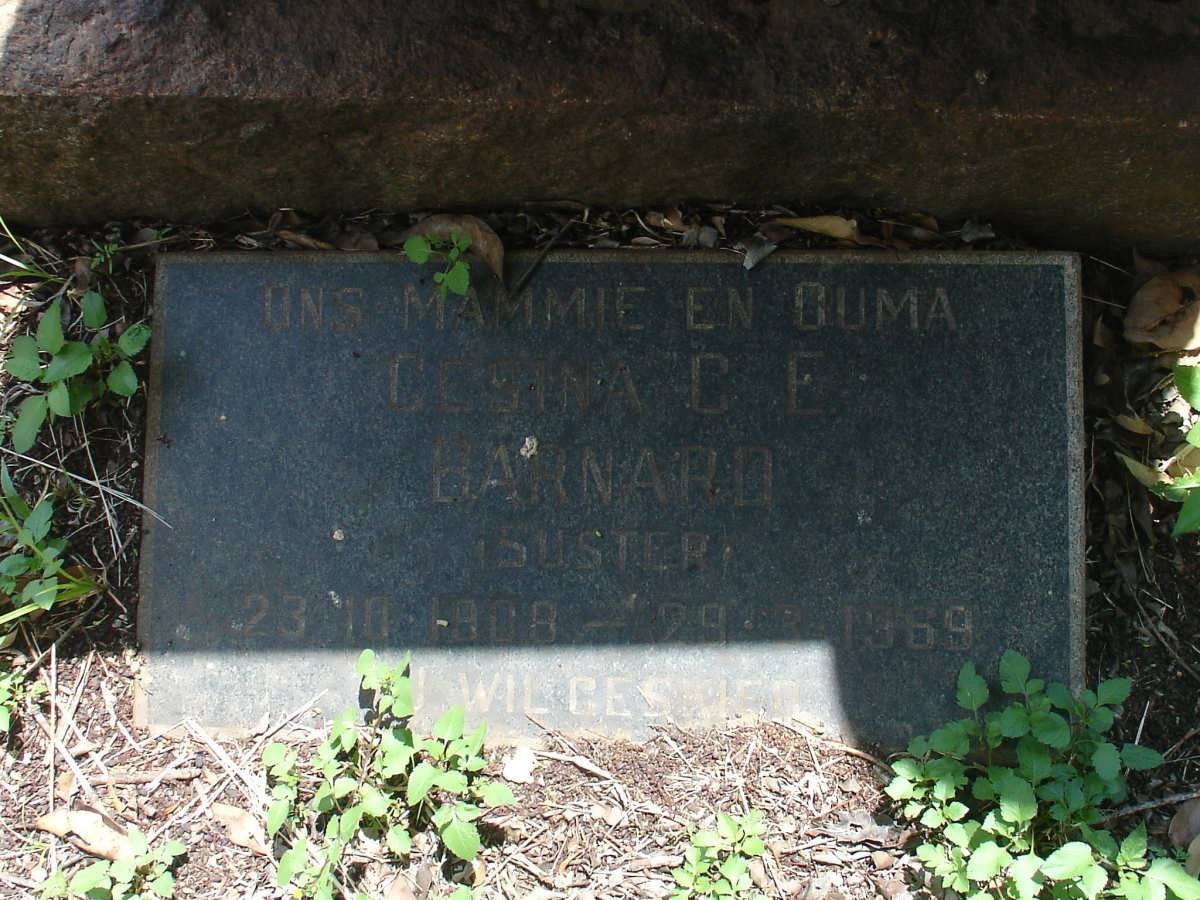 ONS MAMMIE EN OUMA
GESINA C E
BARNARD
(SUSTER)
23 10 1908 – 29 3 1969
U WIL GESKIED